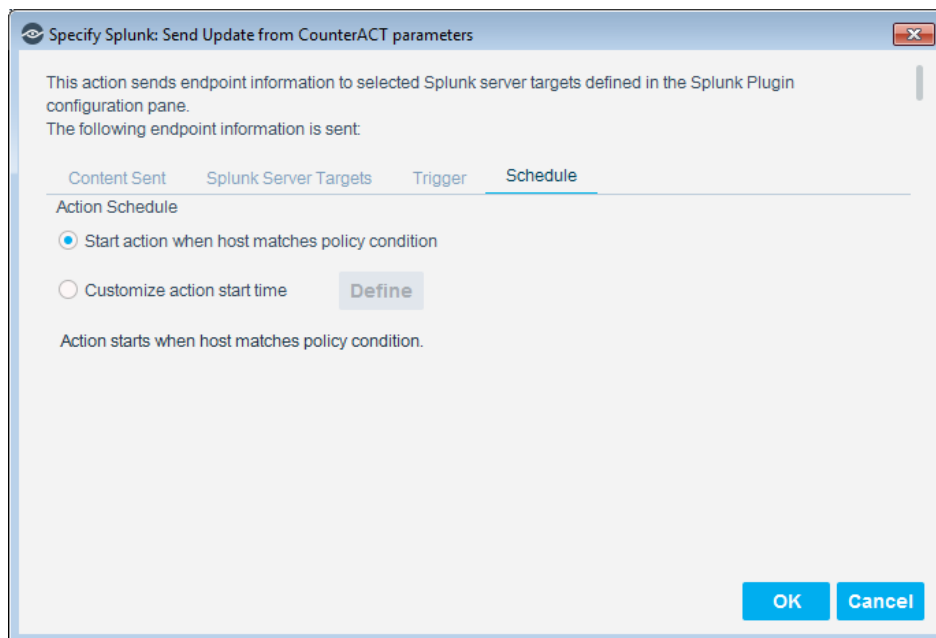 Specify Splunk: Send Update from CounterACT parameters
This action sends endpoint information to selected Splunk server targets defined in the Splunk Plugin
configuration pane.
The following endpoint information is sent:
Content Sent Splunk Server Targets Trigger Schedule
Action Schedule
Start action when host matches policy condition
Customize action start time Define
Action starts when host matches policy condition.
OK Cancel